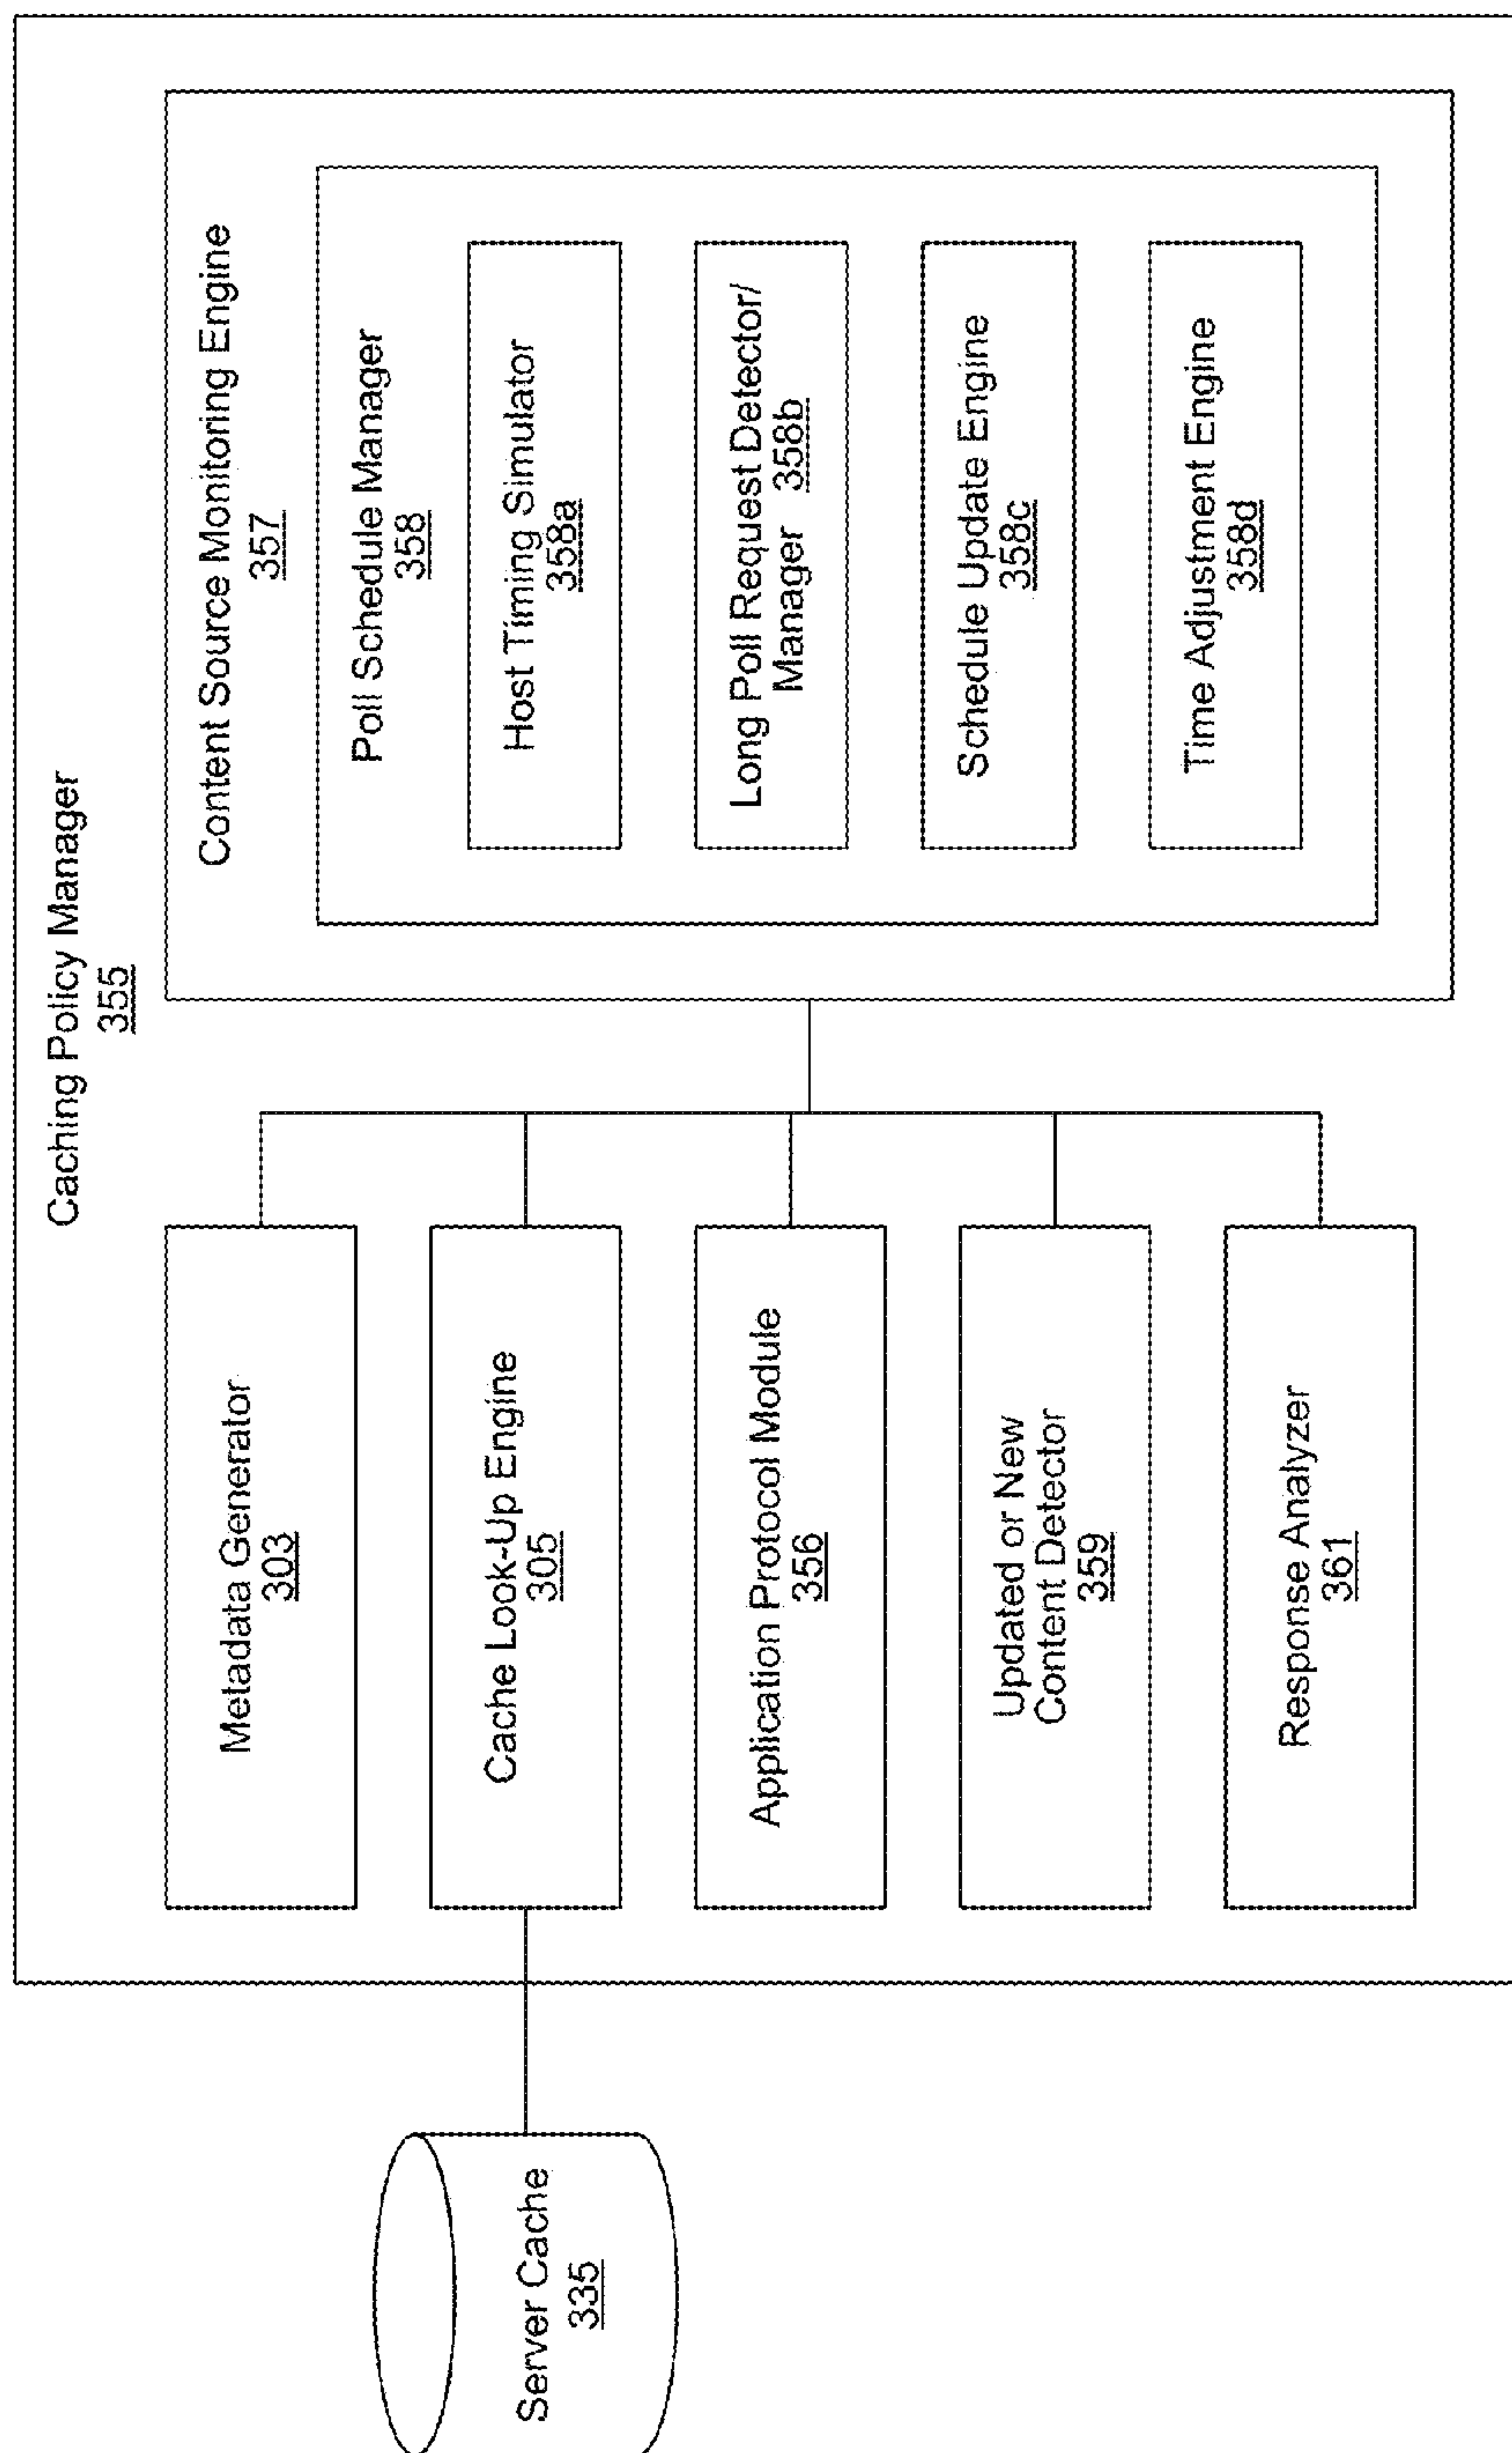 Caching Policy Manager
355
Server Cache
335
Metadata Generator
303
Cache Look-Up Engine
305
Application Protocol Module
356
Updated or New
Content Detector
359
Response Analyzer
361
Content Source Monitoring Engine
357
Poll Schedule Manager
358
Host Timing Simulator
358a
Long Poll Request Detector/
Manager 358b
Schedule Update Engine
358c
Time Adjustment Engine
358d